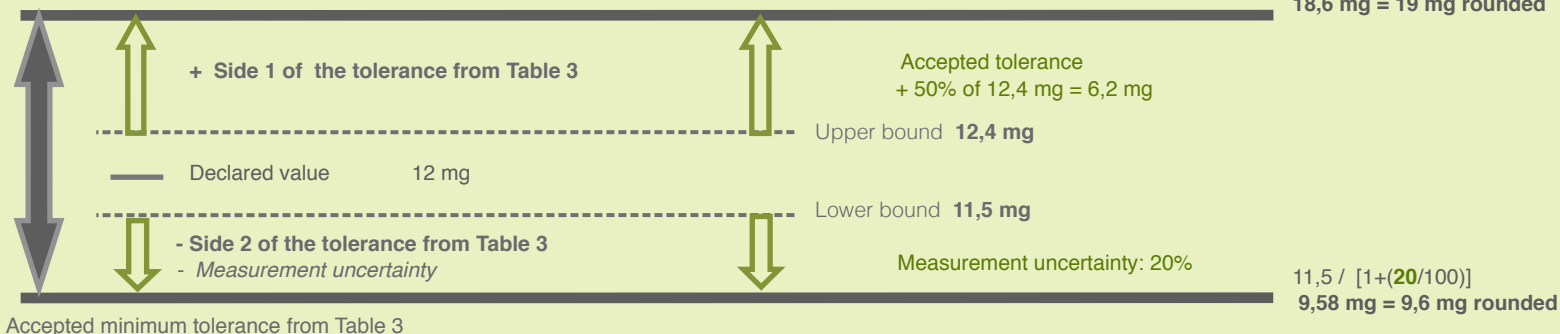 18,6 mg = 19 mg rounded
+ Side 1 of the tolerance from Table 3
Accepted tolerance
+ 50% of 12,4 mg = 6,2 mg
Upper bound 12,4 mg
Declared value 12 mg
Lower bound 11,5 mg
- Side 2 of the tolerance from Table 3
- Measurement uncertainty
Measurement uncertainty: 20%
11,5 / [1+(20/100)]
9,58 mg = 9,6 mg rounded
Accepted minimum tolerance from Table 3